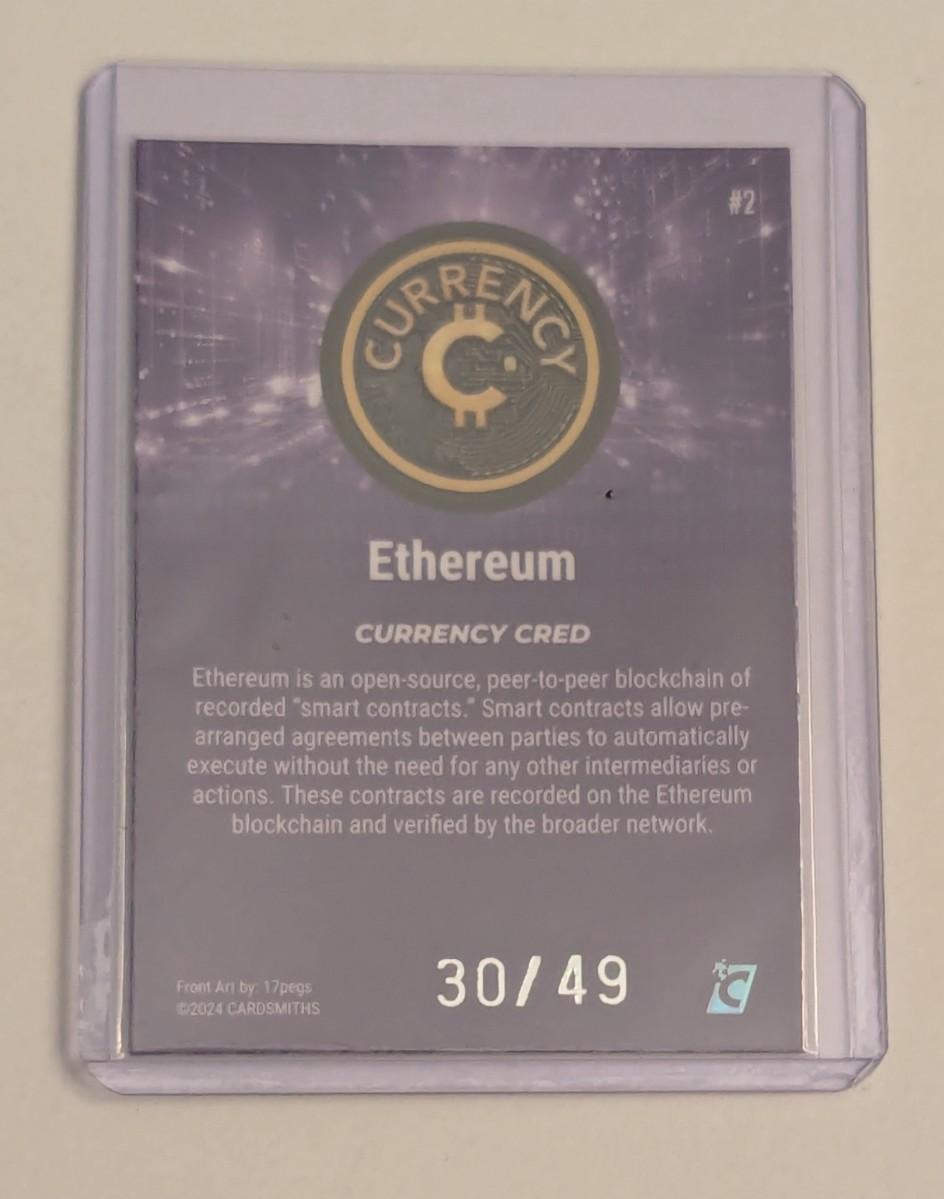 #2
CURRENCY
Ethereum
CURRENCY CRED
Ethereum is an open-source, peer-to-peer blockchain of
recorded "smart contracts." Smart contracts allow pre-
arranged agreements between parties to automatically
execute without the need for any other intermediaries or
actions. These contracts are recorded on the Ethereum
blockchain and verified by the broader network.
30/49
Front Art by: 17pegs
©2024 CARDSMITHS